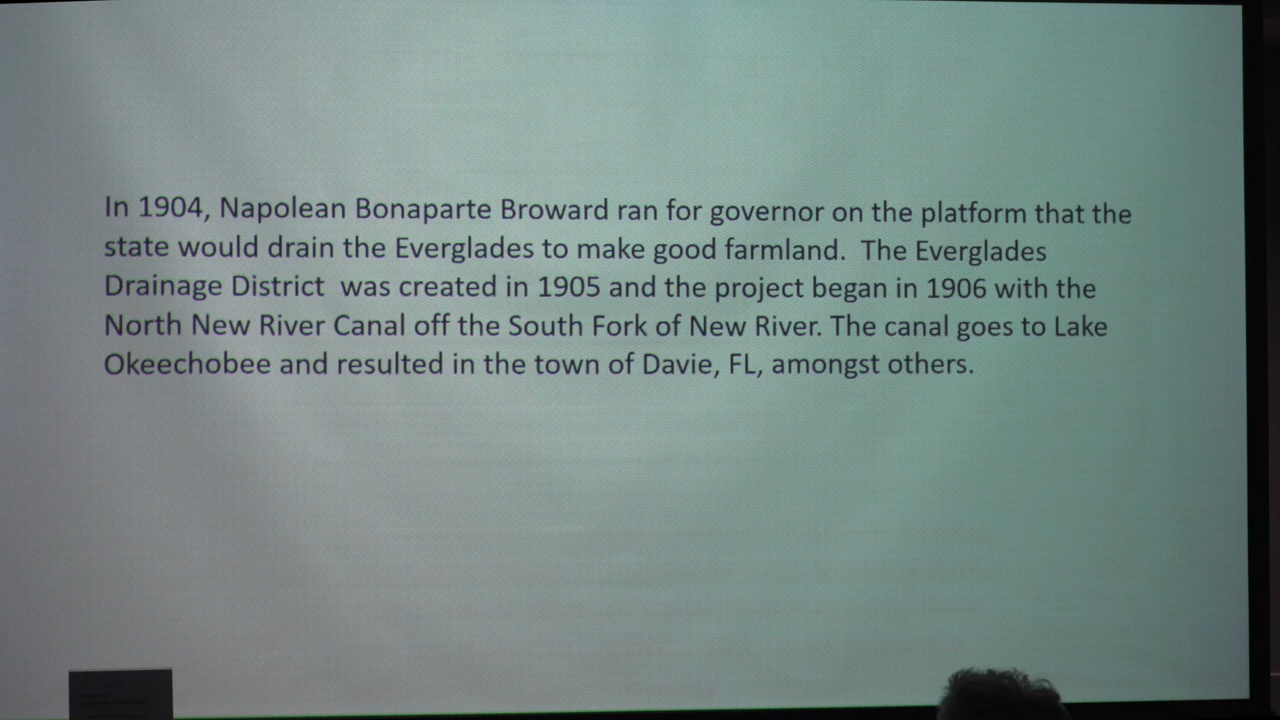 In 1904, Napolean Bonaparte Broward ran for governor on the platform that the
state would drain the Everglades to make good farmland.  The Everglades
Drainage District  was created in 1905 and the project began in 1906 with the
North New River Canal off the South Fork of New River. The canal goes to Lake
Okeechobee and resulted in the town of Davie, FL, amongst others.